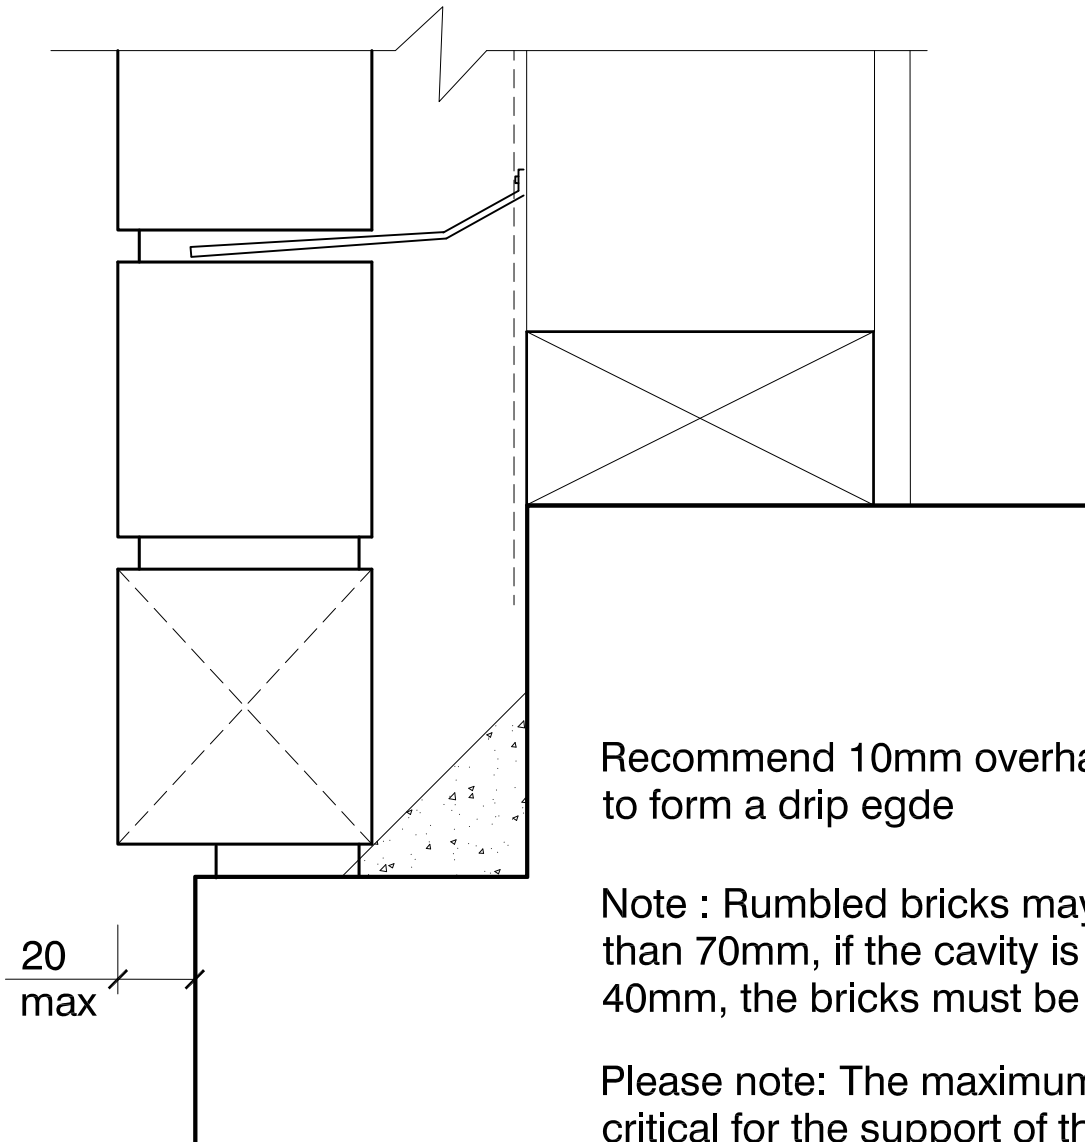 Recommend 10mm overha
to form a drip egde
Note : Rumbled bricks may
than 70mm, if the cavity is
40mm, the bricks must be
20
max
Please note: The maximum
critical for the support of th